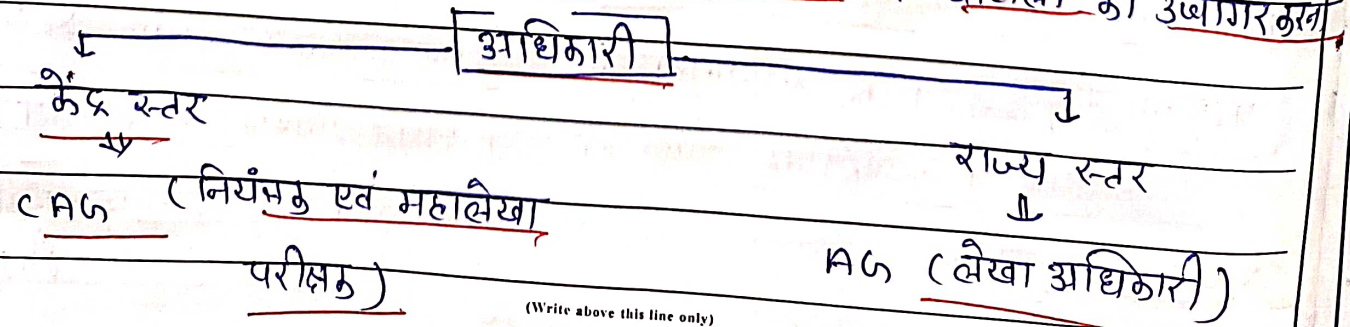 को उजागर करना
अधिकारी
केंद्र स्तर
राज्य स्तर
CAG (नियंत्रक एवं महालेखा
परीक्षक)
AG (लेखा अधिकारी)
(Write above this line only)